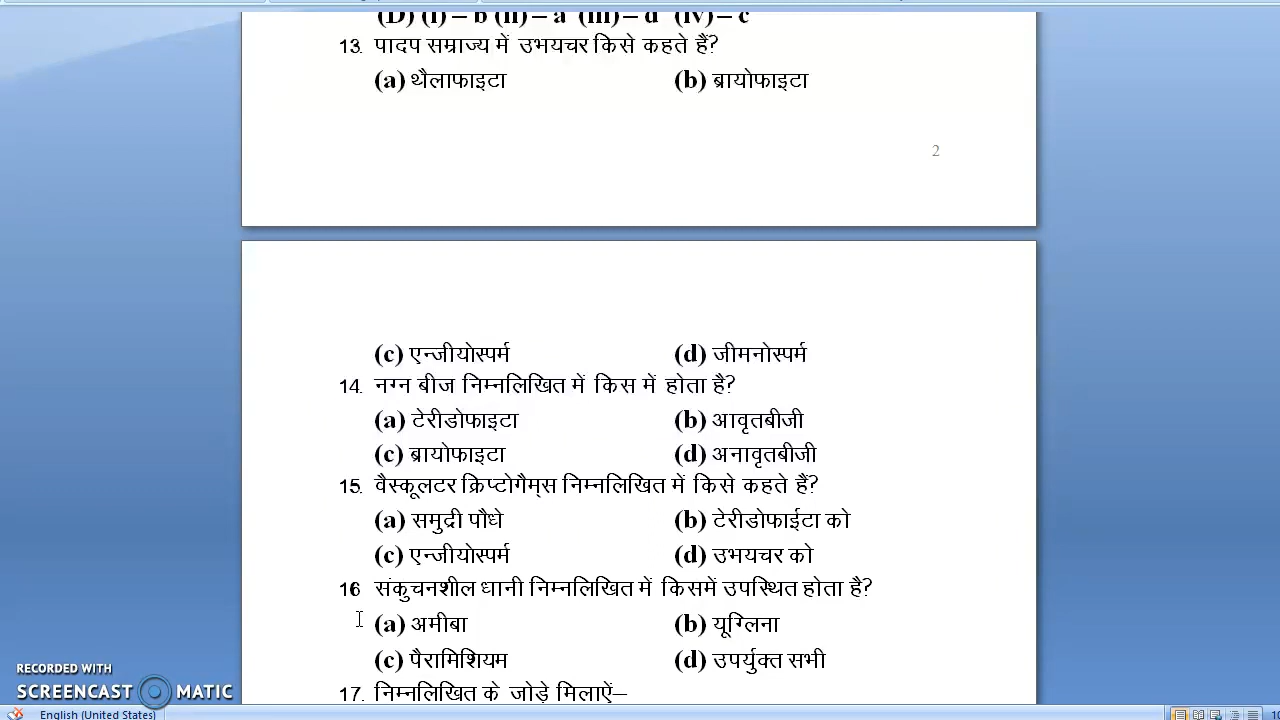 (D) (i) – b (ii) – a (iii) – d (iv) – c
13. पादप सम्राज्य में उभयचर किसे कहते हैं?
(a) थैलाफाइटा (b) ब्रायोफाइटा
2
(c) एन्जीयोस्पर्म (d) जीमनोस्पर्म
14. नग्न बीज निम्नलिखित में किस में होता है?
(a) टेरीडोफाइटा (b) आवृतबीजी
(c) ब्रायोफाइटा (d) अनावृतबीजी
15. वैस्कूलटर क्रिप्टोगैम्स निम्नलिखित में किसे कहते हैं?
(a) समुद्री पौधे (b) टेरीडोफाईटा को
(c) एन्जीयोस्पर्म (d) उभयचर को
16 संकुचनशील धानी निम्नलिखित में किसमें उपस्थित होता है?
(a) अमीबा (b) यूग्लिना
(c) पैरामिशियम (d) उपर्युक्त सभी
17. निम्नलिखित के जोड़े मिलाऐं–
RECORDED WITH
SCREENCAST MATIC
English (United States)